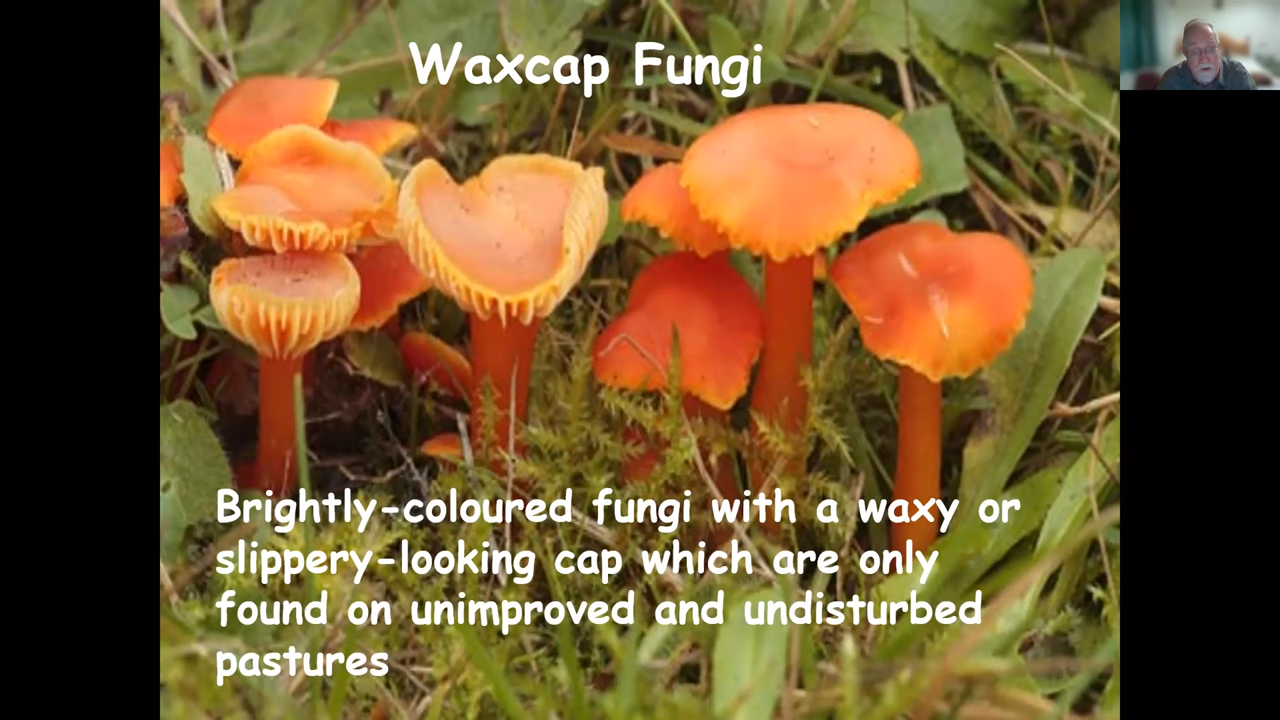 Waxcap Fungi
Brightly-coloured fungi with a waxy or
slippery-looking cap which are only
found on unimproved and undisturbed
pastures